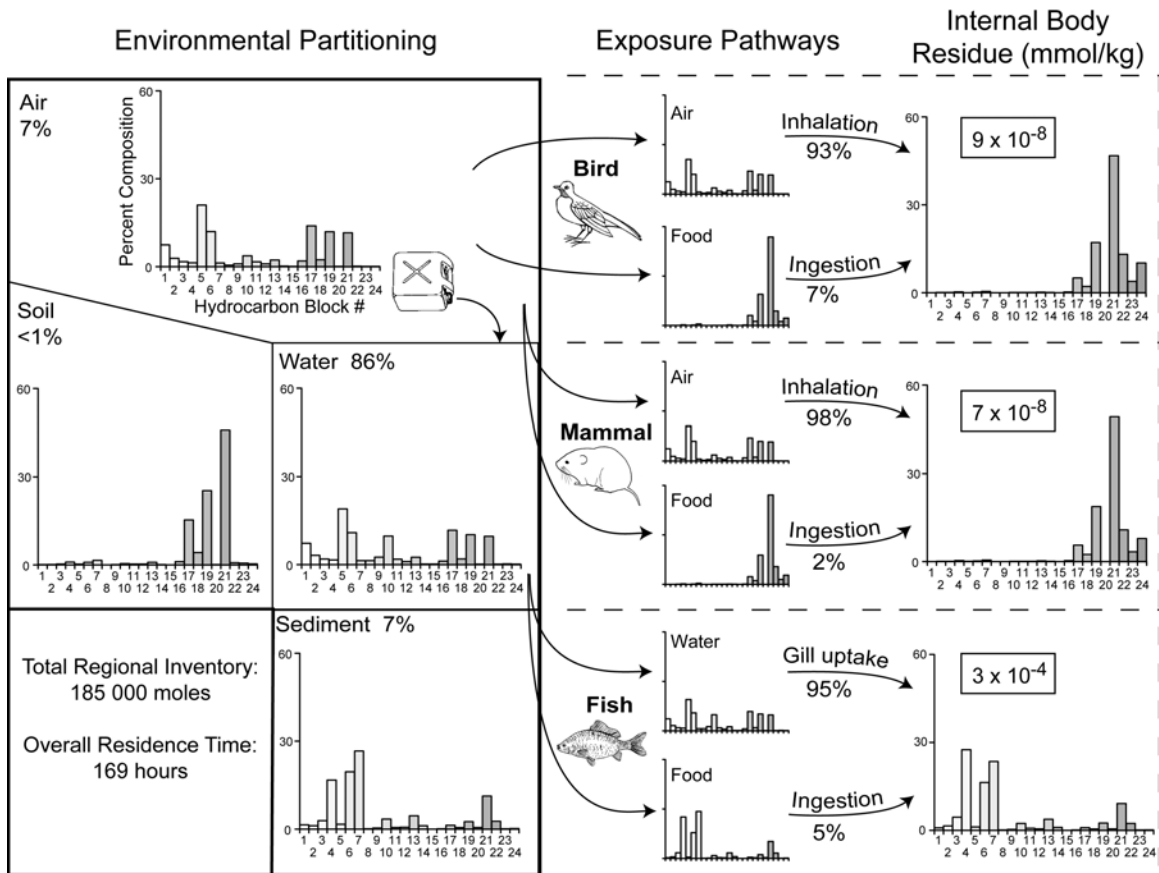 Environmental Partitioning
Exposure Pathways
Internal Body
Residue (mmol/kg)
Air
7%
60
30
0
Percent Composition
1 3 5 7 9 11 13 15 17 19 21 23
2 4 6 8 10 12 14 16 18 20 22 24
Hydrocarbon Block #
Soil
<1%
60
30
0
1 3 5 7 9 11 13 15 17 19 21 23
2 4 6 8 10 12 14 16 18 20 22 24
Water 86%
60
30
0
1 3 5 7 9 11 13 15 17 19 21 23
2 4 6 8 10 12 14 16 18 20 22 24
Total Regional Inventory:
185 000 moles
Overall Residence Time:
169 hours
Sediment 7%
60
30
0
1 3 5 7 9 11 13 15 17 19 21 23
2 4 6 8 10 12 14 16 18 20 22 24
Bird
Air
Inhalation
93%
Food
Ingestion
7%
60
30
0
9 x 10⁻⁸
1 3 5 7 9 11 13 15 17 19 21 23
2 4 6 8 10 12 14 16 18 20 22 24
Mammal
Air
Inhalation
98%
Food
Ingestion
2%
60
30
0
7 x 10⁻⁸
1 3 5 7 9 11 13 15 17 19 21 23
2 4 6 8 10 12 14 16 18 20 22 24
Fish
Water
Gill uptake
95%
Food
Ingestion
5%
60
30
0
3 x 10⁻⁴
1 3 5 7 9 11 13 15 17 19 21 23
2 4 6 8 10 12 14 16 18 20 22 24